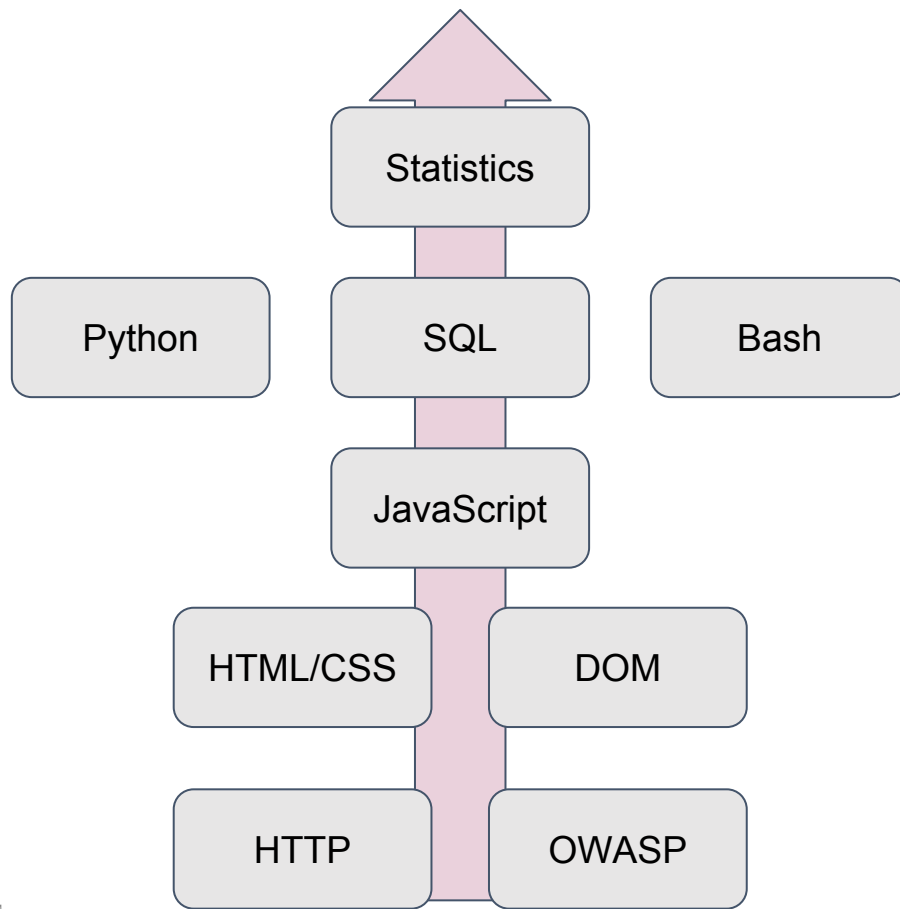 Statistics
Python
SQL
Bash
JavaScript
HTML/CSS
DOM
HTTP
OWASP